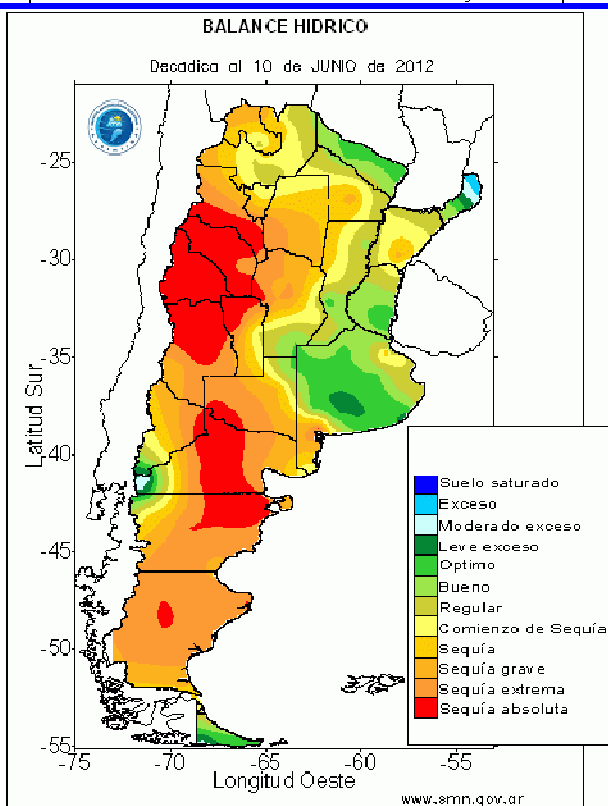 BALANCE HIDRICO
Decadica al 10 de JUNIO de 2012
-25
-30
-35
-40
-45
-50
-55
Latitud Sur
-75 -70 -65 -60 -55
Longitud Oeste
Suelo saturado
Exceso
Moderado exceso
Leve exceso
Optimo
Bueno
Regular
Comienzo de Sequía
Sequía
Sequía grave
Sequía extrema
Sequía absoluta
www.smn.gov.ar